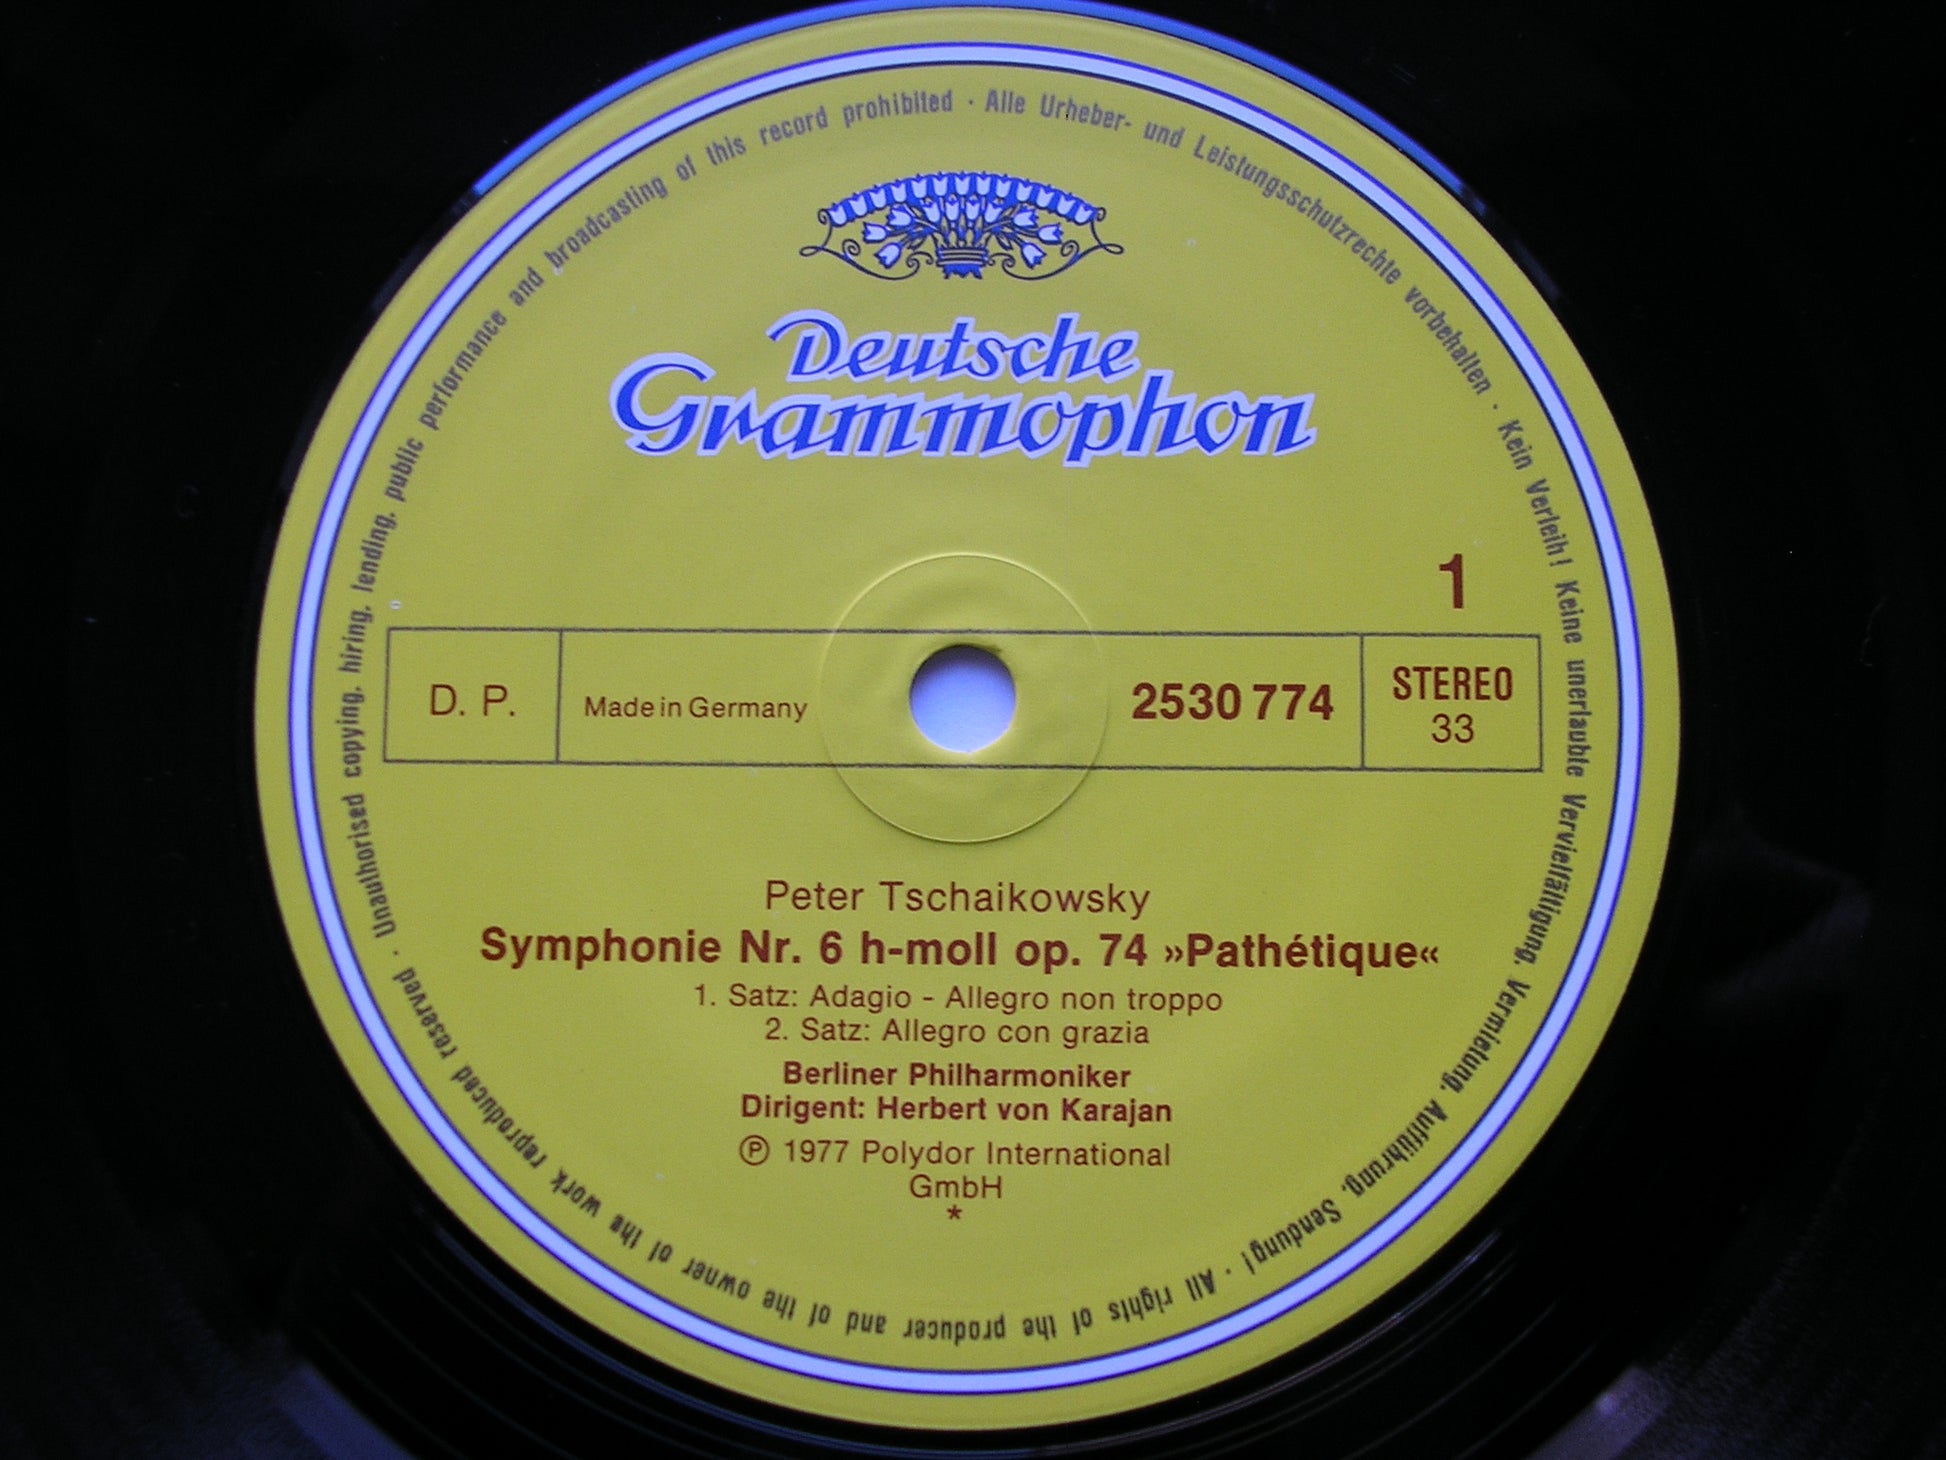 Deutsche
Grammophon
1
D. P.
Made in Germany
2530 774
STEREO
33
Peter Tschaikowsky
Symphonie Nr. 6 h-moll op. 74 »Pathétique«
1. Satz: Adagio - Allegro non troppo
2. Satz: Allegro con grazia
Berliner Philharmoniker
Dirigent: Herbert von Karajan
Ⓟ 1977 Polydor International
GmbH
*
Alle Urheber- und Leistungsschutzrechte vorbehalten · Kein Verleih! Keine unerlaubte Vervielfältigung, Vermietung, Aufführung, Sendung! · All rights of the producer and of the owner of the work reproduced reserved · Unauthorised copying, hiring, lending, public performance and broadcasting of this record prohibited ·